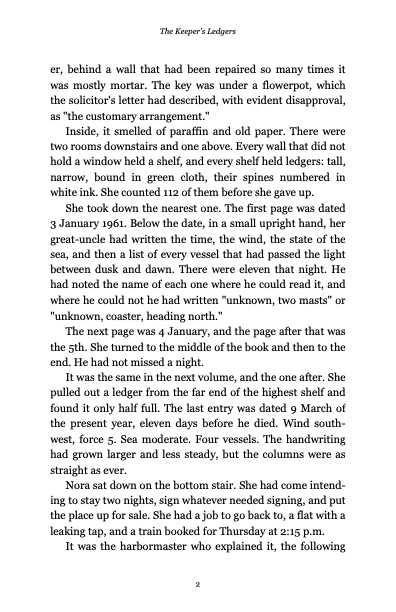 The Keeper's Ledgers
er, behind a wall that had been repaired so many times it
was mostly mortar. The key was under a flowerpot, which
the solicitor's letter had described, with evident disapproval,
as "the customary arrangement."
Inside, it smelled of paraffin and old paper. There were
two rooms downstairs and one above. Every wall that did not
hold a window held a shelf, and every shelf held ledgers: tall,
narrow, bound in green cloth, their spines numbered in
white ink. She counted 112 of them before she gave up.
She took down the nearest one. The first page was dated
3 January 1961. Below the date, in a small upright hand, her
great-uncle had written the time, the wind, the state of the
sea, and then a list of every vessel that had passed the light
between dusk and dawn. There were eleven that night. He
had noted the name of each one where he could read it, and
where he could not he had written "unknown, two masts" or
"unknown, coaster, heading north."
The next page was 4 January, and the page after that was
the 5th. She turned to the middle of the book and then to the
end. He had not missed a night.
It was the same in the next volume, and the one after. She
pulled out a ledger from the far end of the highest shelf and
found it only half full. The last entry was dated 9 March of
the present year, eleven days before he died. Wind south-
west, force 5. Sea moderate. Four vessels. The handwriting
had grown larger and less steady, but the columns were as
straight as ever.
Nora sat down on the bottom stair. She had come intend-
ing to stay two nights, sign whatever needed signing, and put
the place up for sale. She had a job to go back to, a flat with a
leaking tap, and a train booked for Thursday at 2:15 p.m.
It was the harbormaster who explained it, the following
2